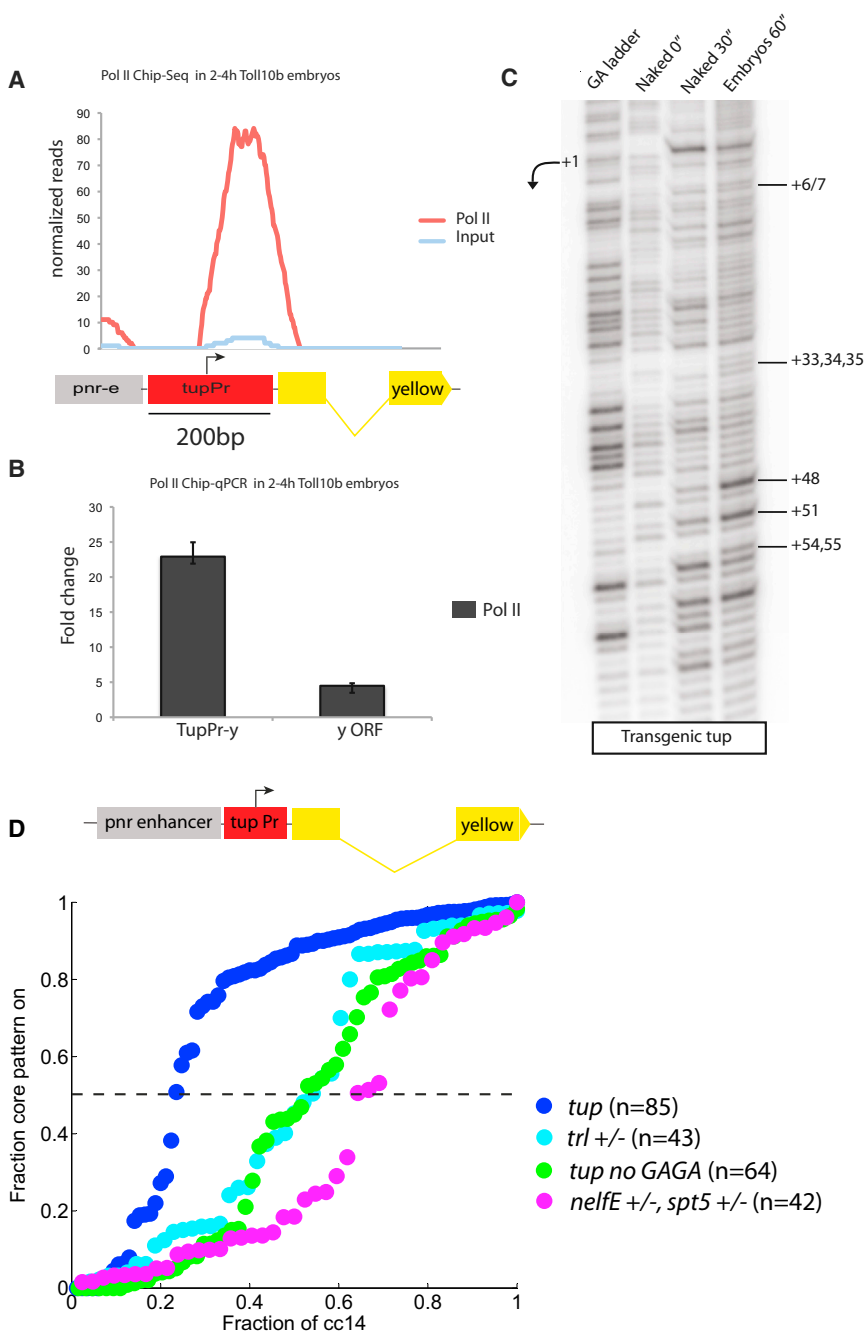 A
Pol II Chip-Seq in 2-4h Toll10b embryos
normalized reads
90
80
70
60
50
40
30
20
10
0
Pol II
Input
pnr-e
tupPr
yellow
200bp
B
Pol II Chip-qPCR in 2-4h Toll10b embryos
Fold change
30
25
20
15
10
5
0
TupPr-y
y ORF
Pol II
C
GA ladder
Naked 0″
Naked 30″
Embryos 60″
+1
+6/7
+33,34,35
+48
+51
+54,55
Transgenic tup
D
pnr enhancer
tup Pr
yellow
Fraction core pattern on
1
0.8
0.6
0.4
0.2
0
0
0.2
0.4
0.6
0.8
1
Fraction of cc14
tup (n=85)
trl +/- (n=43)
tup no GAGA (n=64)
nelfE +/-, spt5 +/- (n=42)